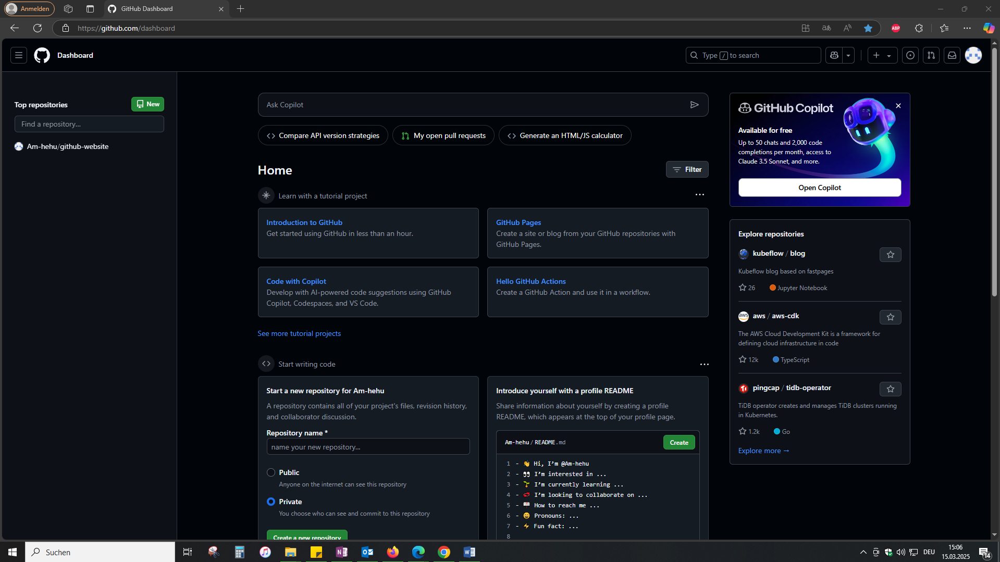 Anmelden
GitHub Dashboard
https://github.com/dashboard
ABP
Dashboard
Type / to search
Top repositories
New
Find a repository...
Am-hehu/github-website
Ask Copilot
Compare API version strategies
My open pull requests
Generate an HTML/JS calculator
Home
Filter
Learn with a tutorial project
Introduction to GitHub
Get started using GitHub in less than an hour.
GitHub Pages
Create a site or blog from your GitHub repositories with
GitHub Pages.
Code with Copilot
Develop with AI-powered code suggestions using GitHub
Copilot, Codespaces, and VS Code.
Hello GitHub Actions
Create a GitHub Action and use it in a workflow.
See more tutorial projects
Start writing code
Start a new repository for Am-hehu
A repository contains all of your project's files, revision history,
and collaborator discussion.
Repository name *
name your new repository...
Public
Anyone on the internet can see this repository
Private
You choose who can see and commit to this repository
Create a new repository
Introduce yourself with a profile README
Share information about yourself by creating a profile
README, which appears at the top of your profile page.
Am-hehu / README.md
Create
1 - 👋 Hi, I'm @Am-hehu
2 - 👀 I'm interested in ...
3 - 🌱 I'm currently learning ...
4 - 💞️ I'm looking to collaborate on ...
5 - 📫 How to reach me ...
6 - 😄 Pronouns: ...
7 - ⚡ Fun fact: ...
8
GitHub Copilot
Available for free
Up to 50 chats and 2,000 code
completions per month, access to
Claude 3.5 Sonnet, and more.
Open Copilot
Explore repositories
kubeflow / blog
Kubeflow blog based on fastpages
26
Jupyter Notebook
aws
aws / aws-cdk
The AWS Cloud Development Kit is a framework for
defining cloud infrastructure in code
12k
TypeScript
pingcap / tidb-operator
TiDB operator creates and manages TiDB clusters running
in Kubernetes.
1.2k
Go
Explore more →
Suchen
DEU
15:06
15.03.2025
14